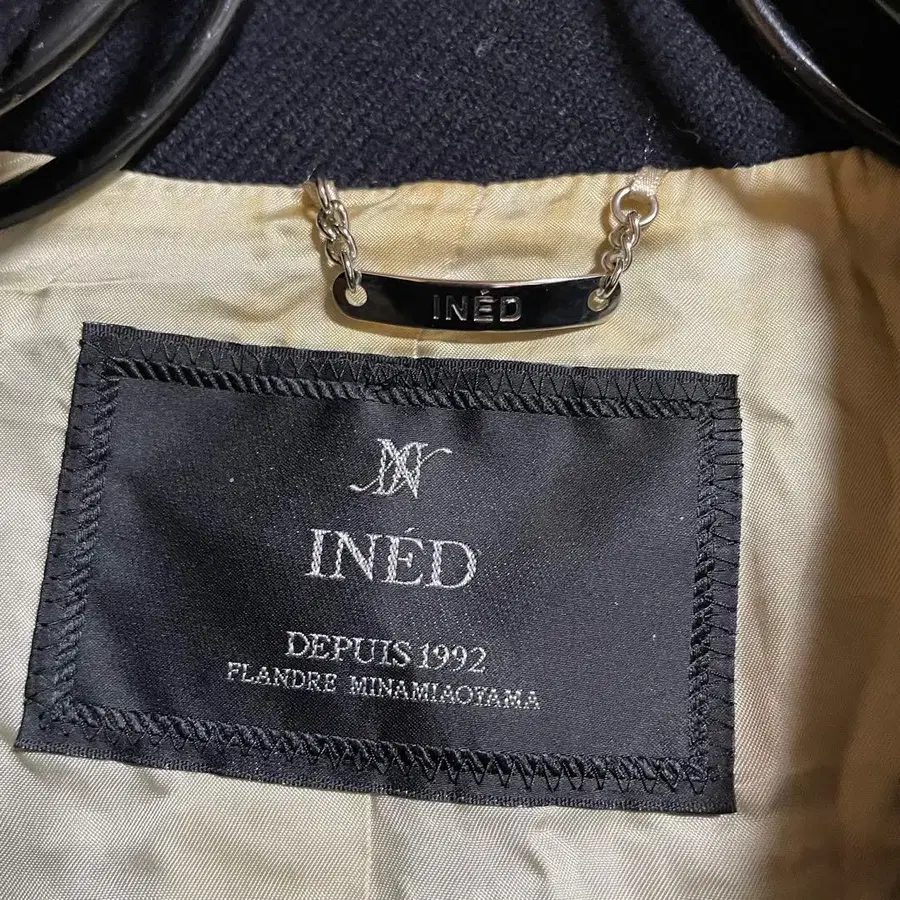 INÉD
INÉD
DEPUIS 1992
FLANDRE MINAMIAOYAMA